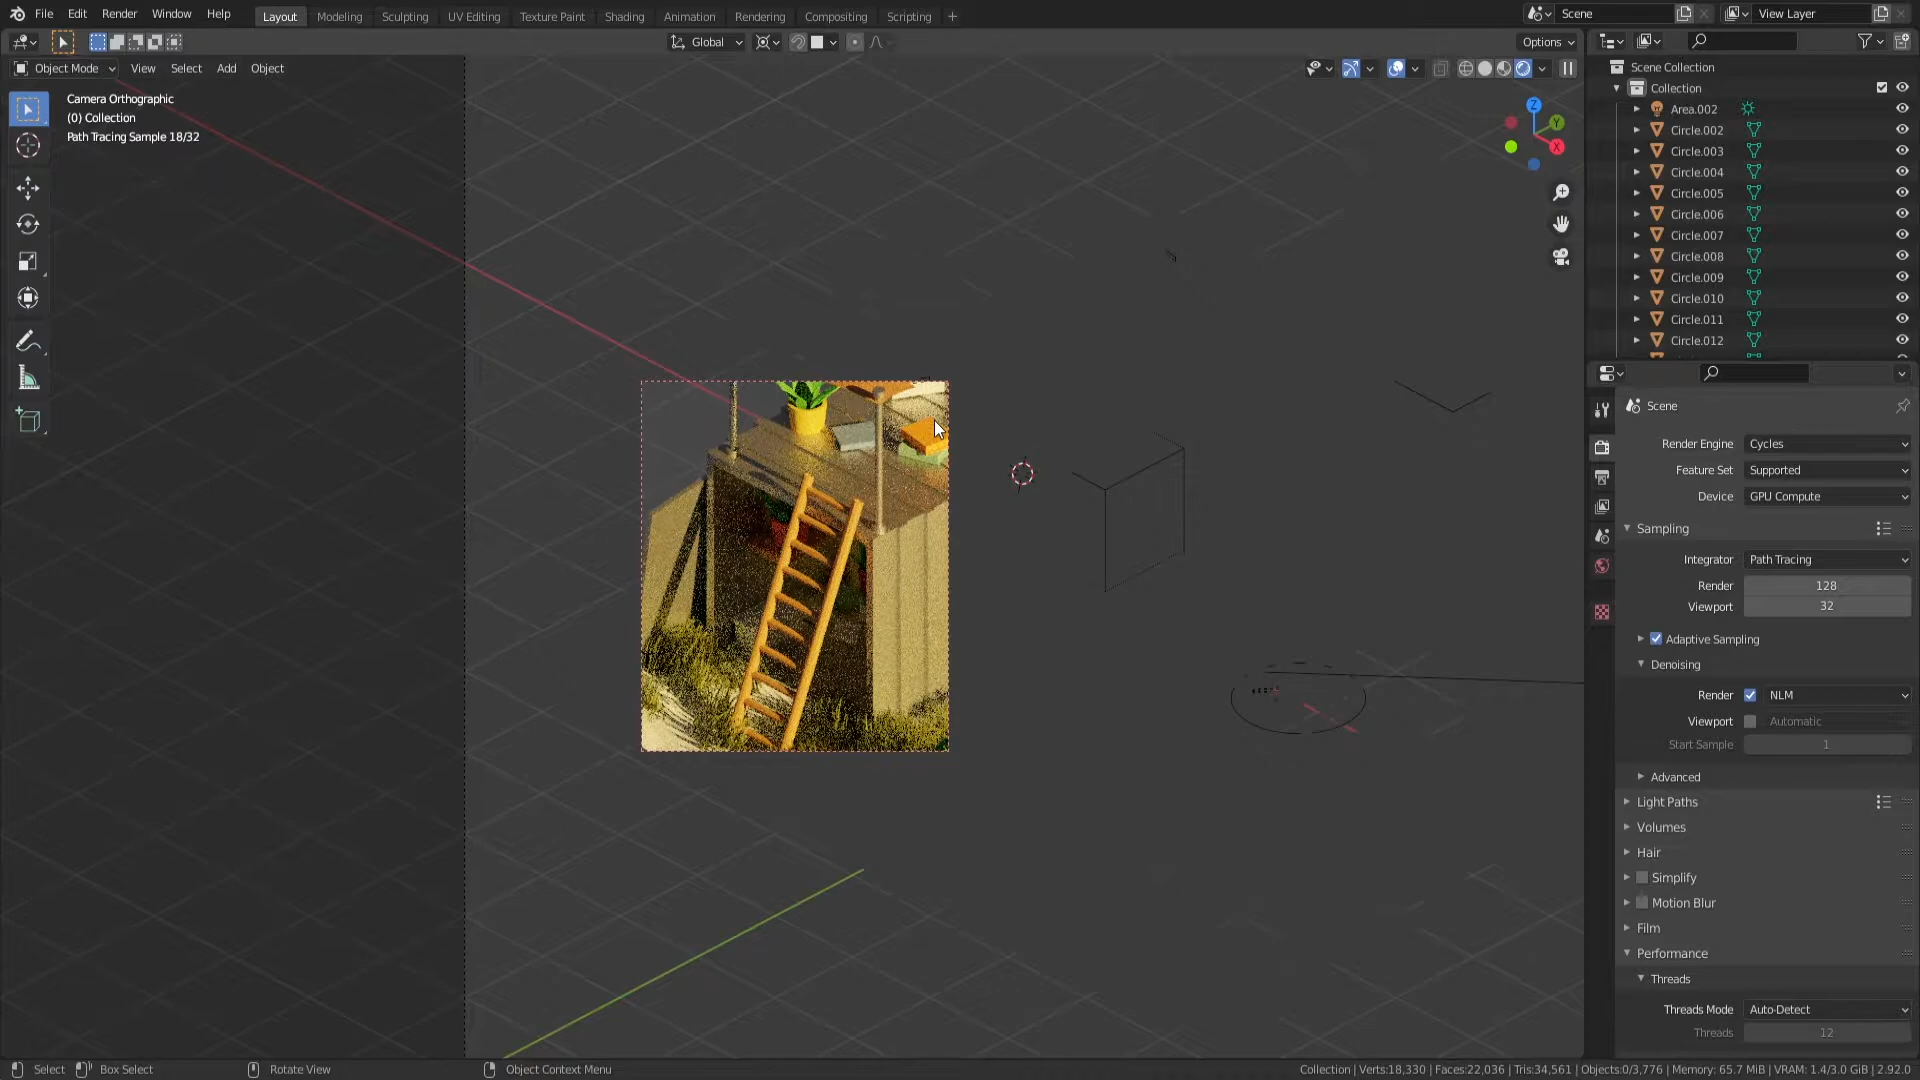 File Edit Render Window Help Layout Modeling Sculpting UV Editing Texture Paint Shading Animation Rendering Compositing Scripting + Scene View Layer
Global Options
Object Mode View Select Add Object
Camera Orthographic
(0) Collection
Path Tracing Sample 18/32
Z
Y
X
Scene Collection
Collection
Area.002
Circle.002
Circle.003
Circle.004
Circle.005
Circle.006
Circle.007
Circle.008
Circle.009
Circle.010
Circle.011
Circle.012
Scene
Render Engine Cycles
Feature Set Supported
Device GPU Compute
Sampling
Integrator Path Tracing
Render 128
Viewport 32
Adaptive Sampling
Denoising
Render NLM
Viewport Automatic
Start Sample 1
Advanced
Light Paths
Volumes
Hair
Simplify
Motion Blur
Film
Performance
Threads
Threads Mode Auto-Detect
Threads 12
Select Box Select Rotate View Object Context Menu Collection | Verts:18,330 | Faces:22,036 | Tris:34,561 | Objects:0/3,776 | Memory: 65.7 MiB | VRAM: 1.4/3.0 GiB | 2.92.0